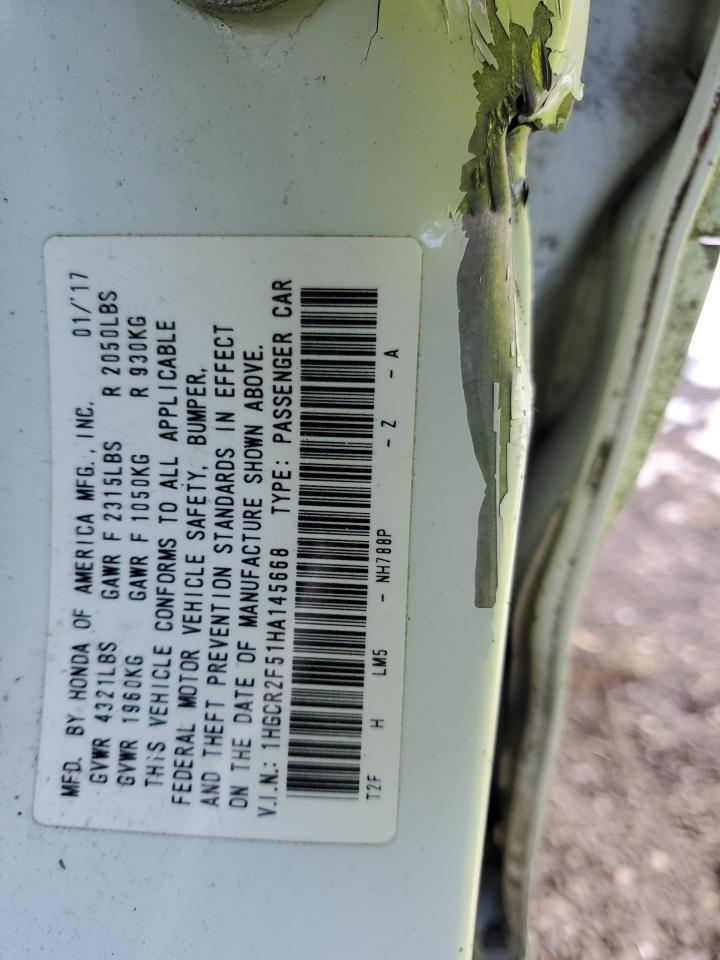 MFD. BY HONDA OF AMERICA MFG., INC. 01/'17
GVWR 4321LBS GAWR F 2315LBS R 2050LBS
GVWR 1960KG GAWR F 1050KG R 930KG
THIS VEHICLE CONFORMS TO ALL APPLICABLE
FEDERAL MOTOR VEHICLE SAFETY, BUMPER,
AND THEFT PREVENTION STANDARDS IN EFFECT
ON THE DATE OF MANUFACTURE SHOWN ABOVE.
V.I.N.: 1HGCR2F51HA145668 TYPE: PASSENGER CAR
T2F H LM5 - NH788P - Z - A